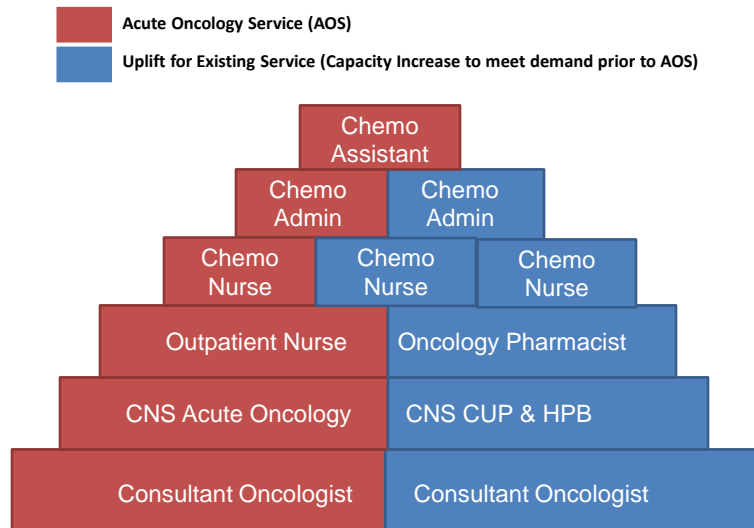 Acute Oncology Service (AOS)
Uplift for Existing Service (Capacity Increase to meet demand prior to AOS)
Chemo
Assistant
Chemo
Admin
Chemo
Admin
Chemo
Nurse
Chemo
Nurse
Chemo
Nurse
Outpatient Nurse
Oncology Pharmacist
CNS Acute Oncology
CNS CUP & HPB
Consultant Oncologist
Consultant Oncologist